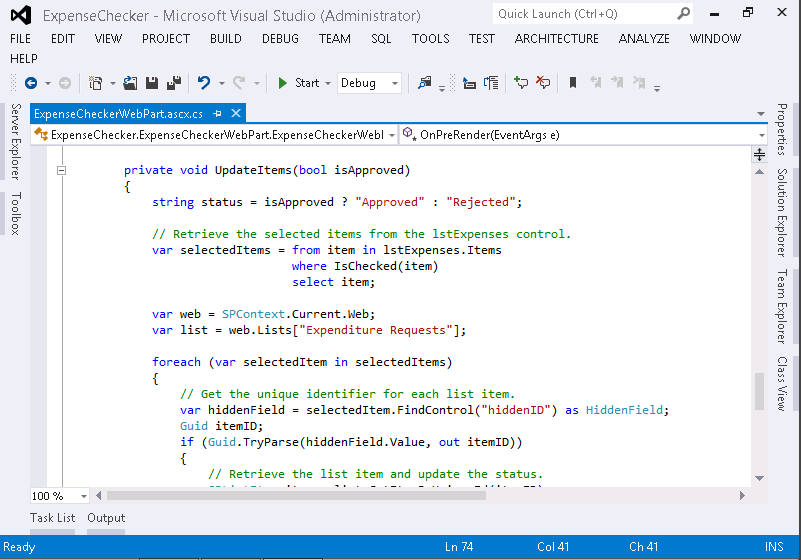 ExpenseChecker - Microsoft Visual Studio (Administrator)
Quick Launch (Ctrl+Q)
FILE EDIT VIEW PROJECT BUILD DEBUG TEAM SQL TOOLS TEST ARCHITECTURE ANALYZE WINDOW
HELP
Start Debug
ExpenseCheckerWebPart.ascx.cs
ExpenseChecker.ExpenseCheckerWebPart.ExpenseCheckerWebl
OnPreRender(EventArgs e)
Server Explorer
Toolbox
private void UpdateItems(bool isApproved)
{
string status = isApproved ? "Approved" : "Rejected";
// Retrieve the selected items from the lstExpenses control.
var selectedItems = from item in lstExpenses.Items
where IsChecked(item)
select item;
var web = SPContext.Current.Web;
var list = web.Lists["Expenditure Requests"];
foreach (var selectedItem in selectedItems)
{
// Get the unique identifier for each list item.
var hiddenField = selectedItem.FindControl("hiddenID") as HiddenField;
Guid itemID;
if (Guid.TryParse(hiddenField.Value, out itemID))
{
// Retrieve the list item and update the status.
Properties
Solution Explorer
Team Explorer
Class View
100 %
Task List Output
Ready Ln 74 Col 41 Ch 41 INS